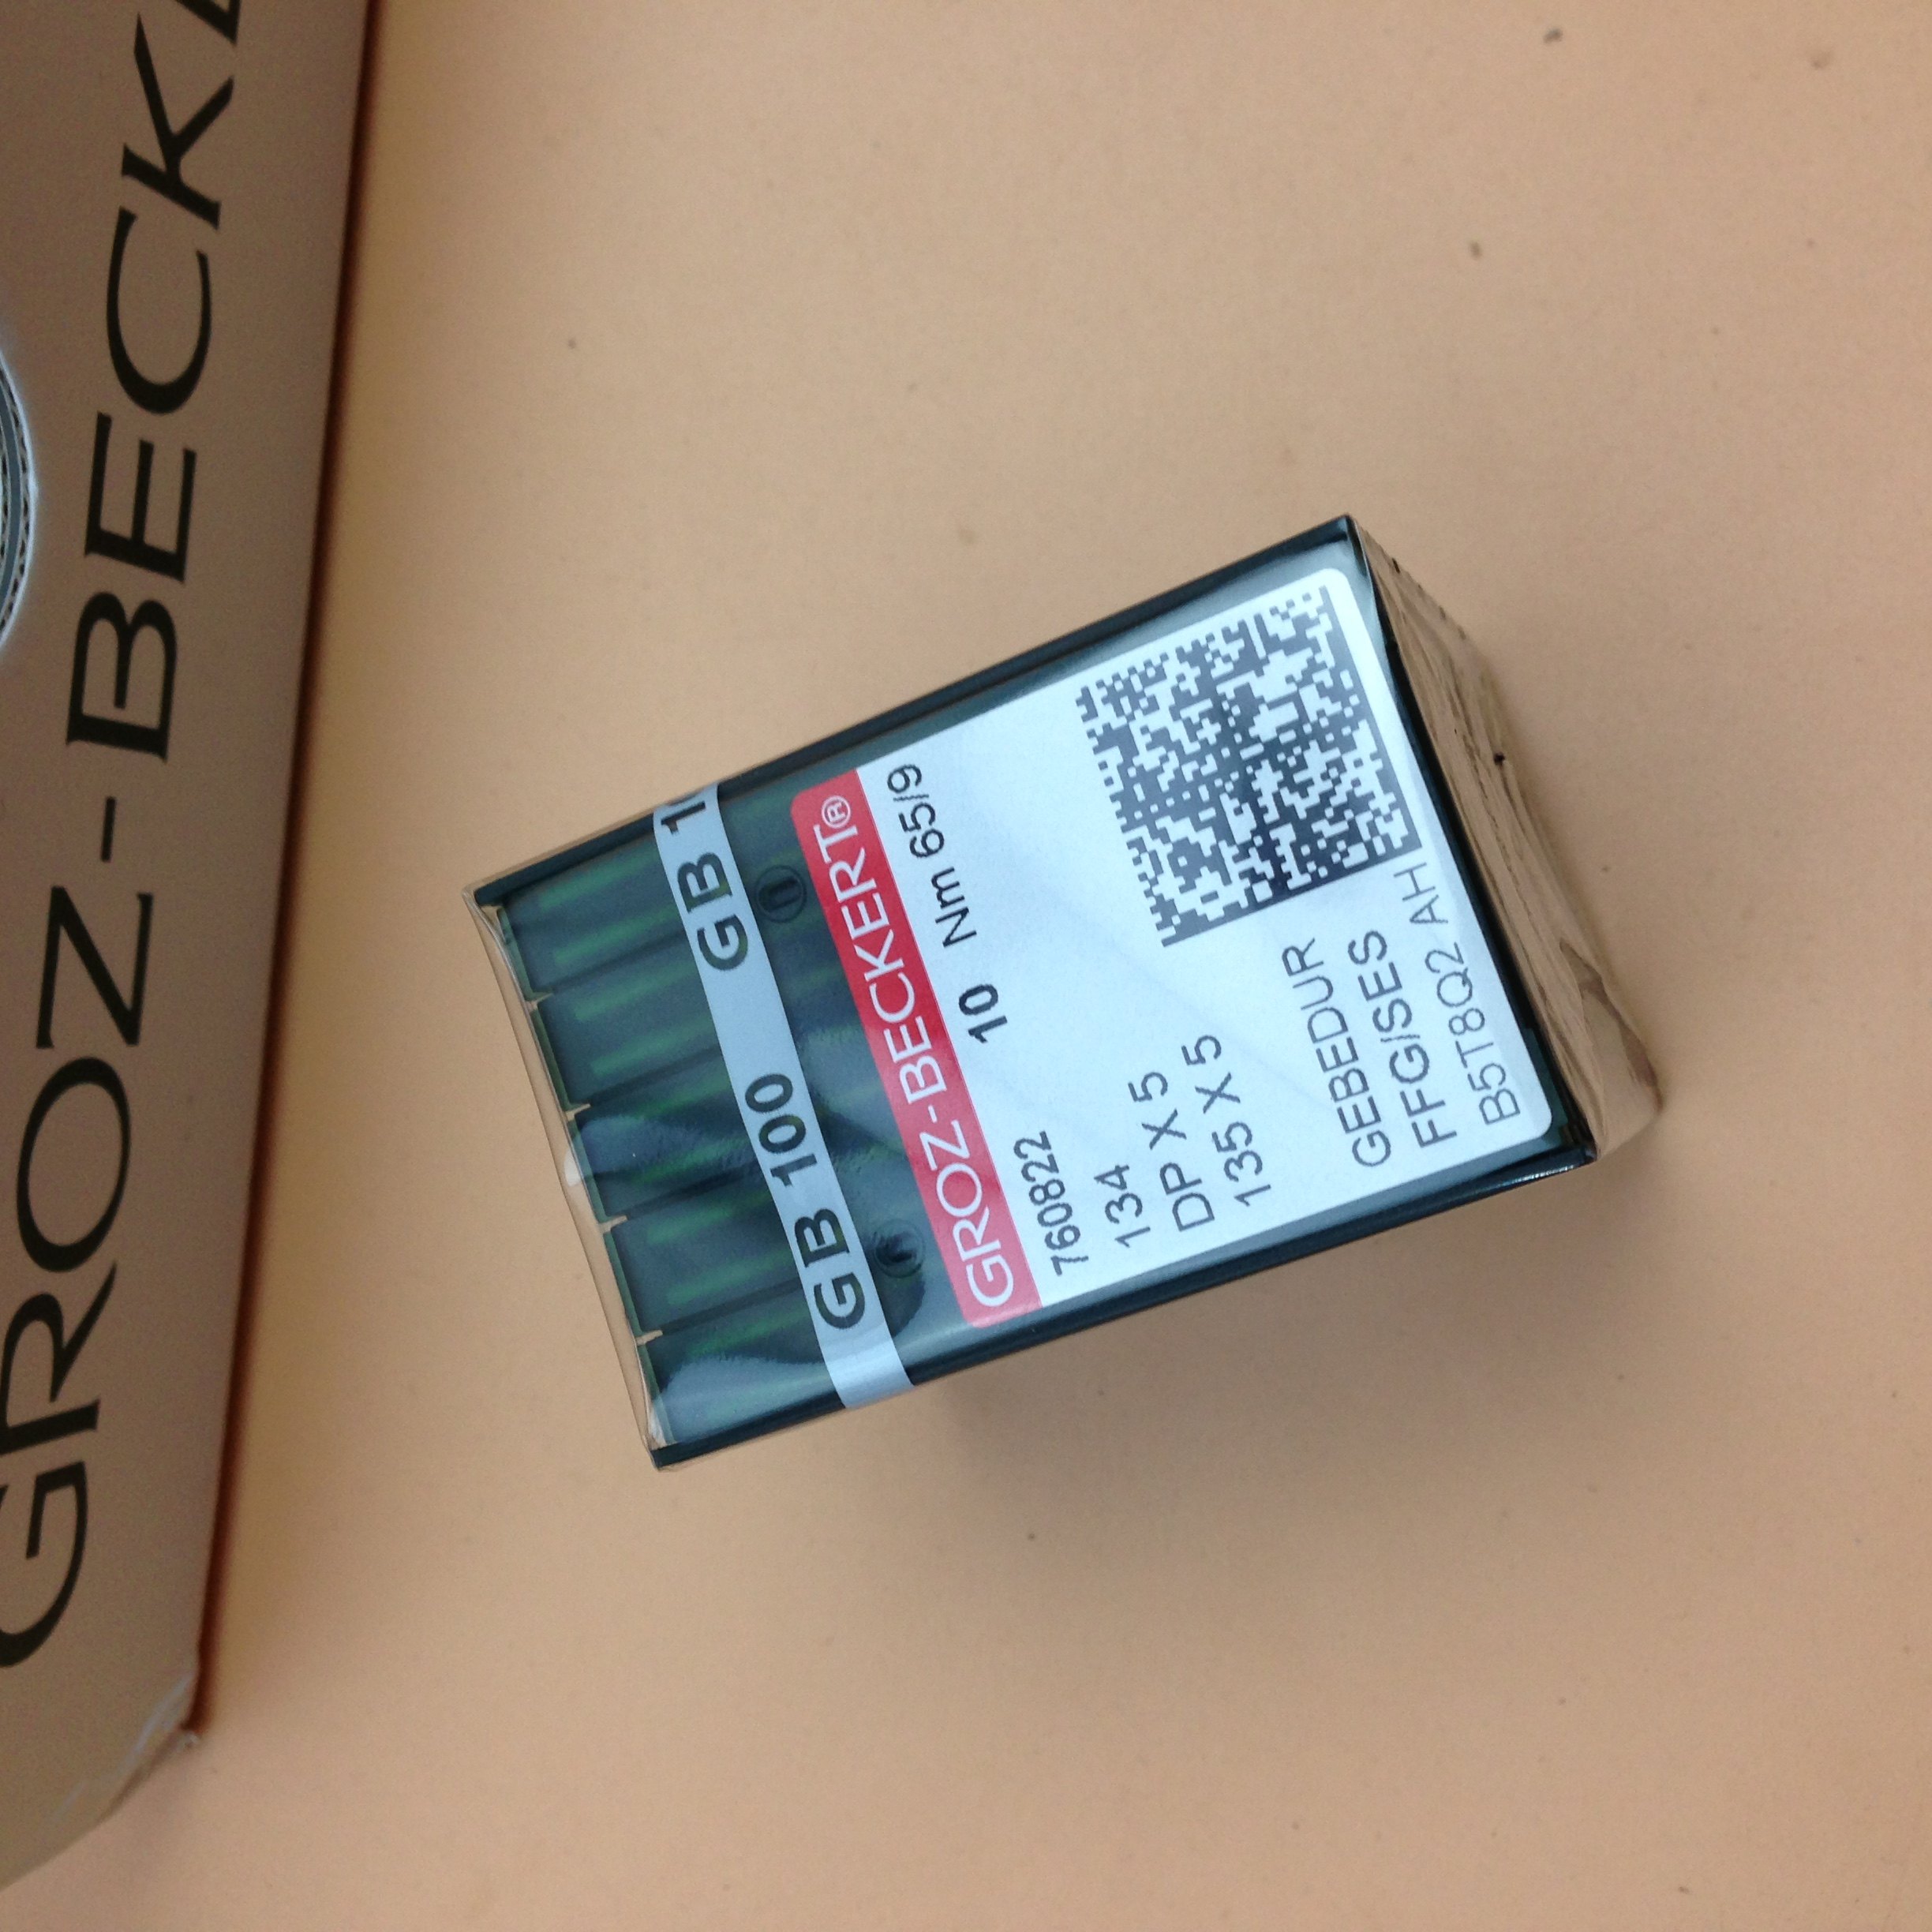 GROZ-BECKE
GB 100 GB 1
GROZ-BECKERT®
760822 10 Nm 65/9
134
DP X 5
135 X 5
GEBEDUR
FFG/SES
B5T8Q2 AH